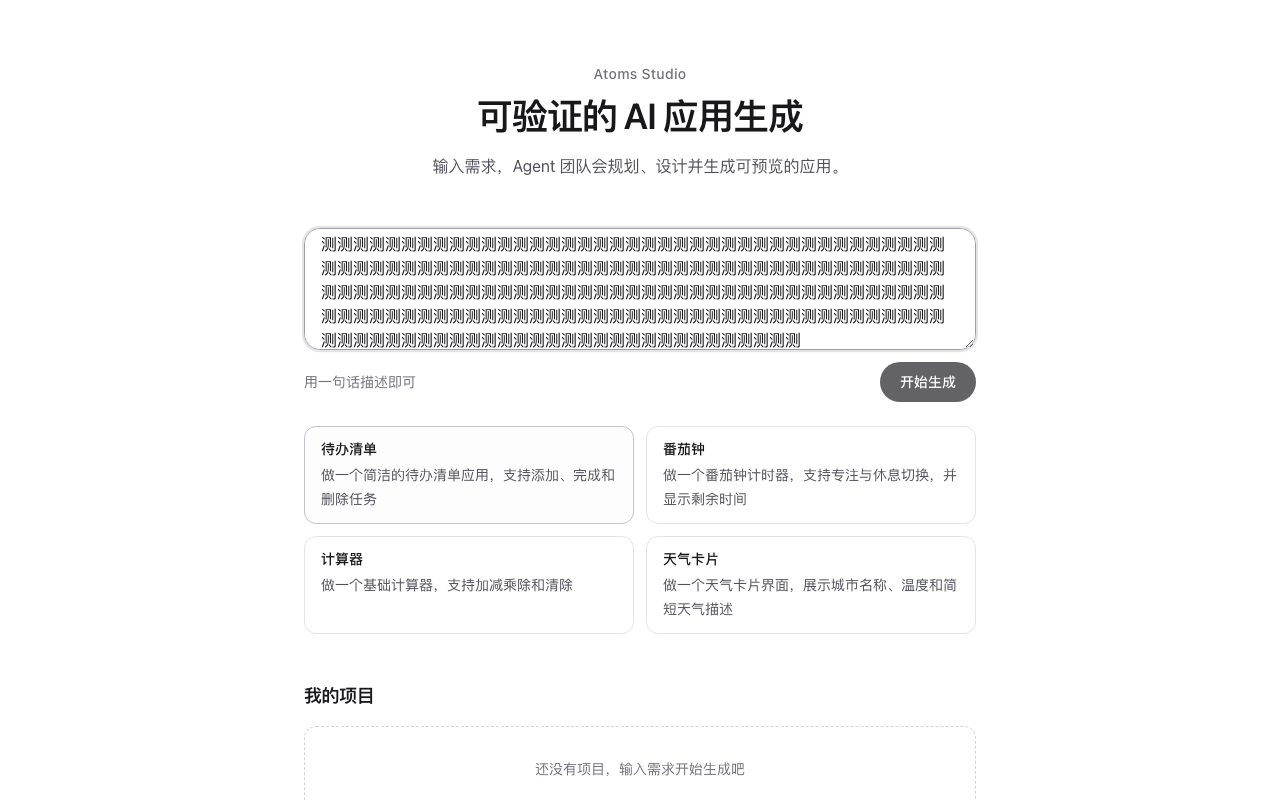 Atoms Studio
可验证的 AI 应用生成
输入需求，Agent 团队会规划、设计并生成可预览的应用。
测测测测测测测测测测测测测测测测测测测测测测测测测测测测测测测测测测测测测测测
测测测测测测测测测测测测测测测测测测测测测测测测测测测测测测测测测测测测测测测
测测测测测测测测测测测测测测测测测测测测测测测测测测测测测测测测测测测测测测测
测测测测测测测测测测测测测测测测测测测测测测测测测测测测测测测测测测测测测测测
测测测测测测测测测测测测测测测测测测测测测测测测测测测测测测
用一句话描述即可
开始生成
待办清单
做一个简洁的待办清单应用，支持添加、完成和
删除任务
番茄钟
做一个番茄钟计时器，支持专注与休息切换，并
显示剩余时间
计算器
做一个基础计算器，支持加减乘除和清除
天气卡片
做一个天气卡片界面，展示城市名称、温度和简
短天气描述
我的项目
还没有项目，输入需求开始生成吧